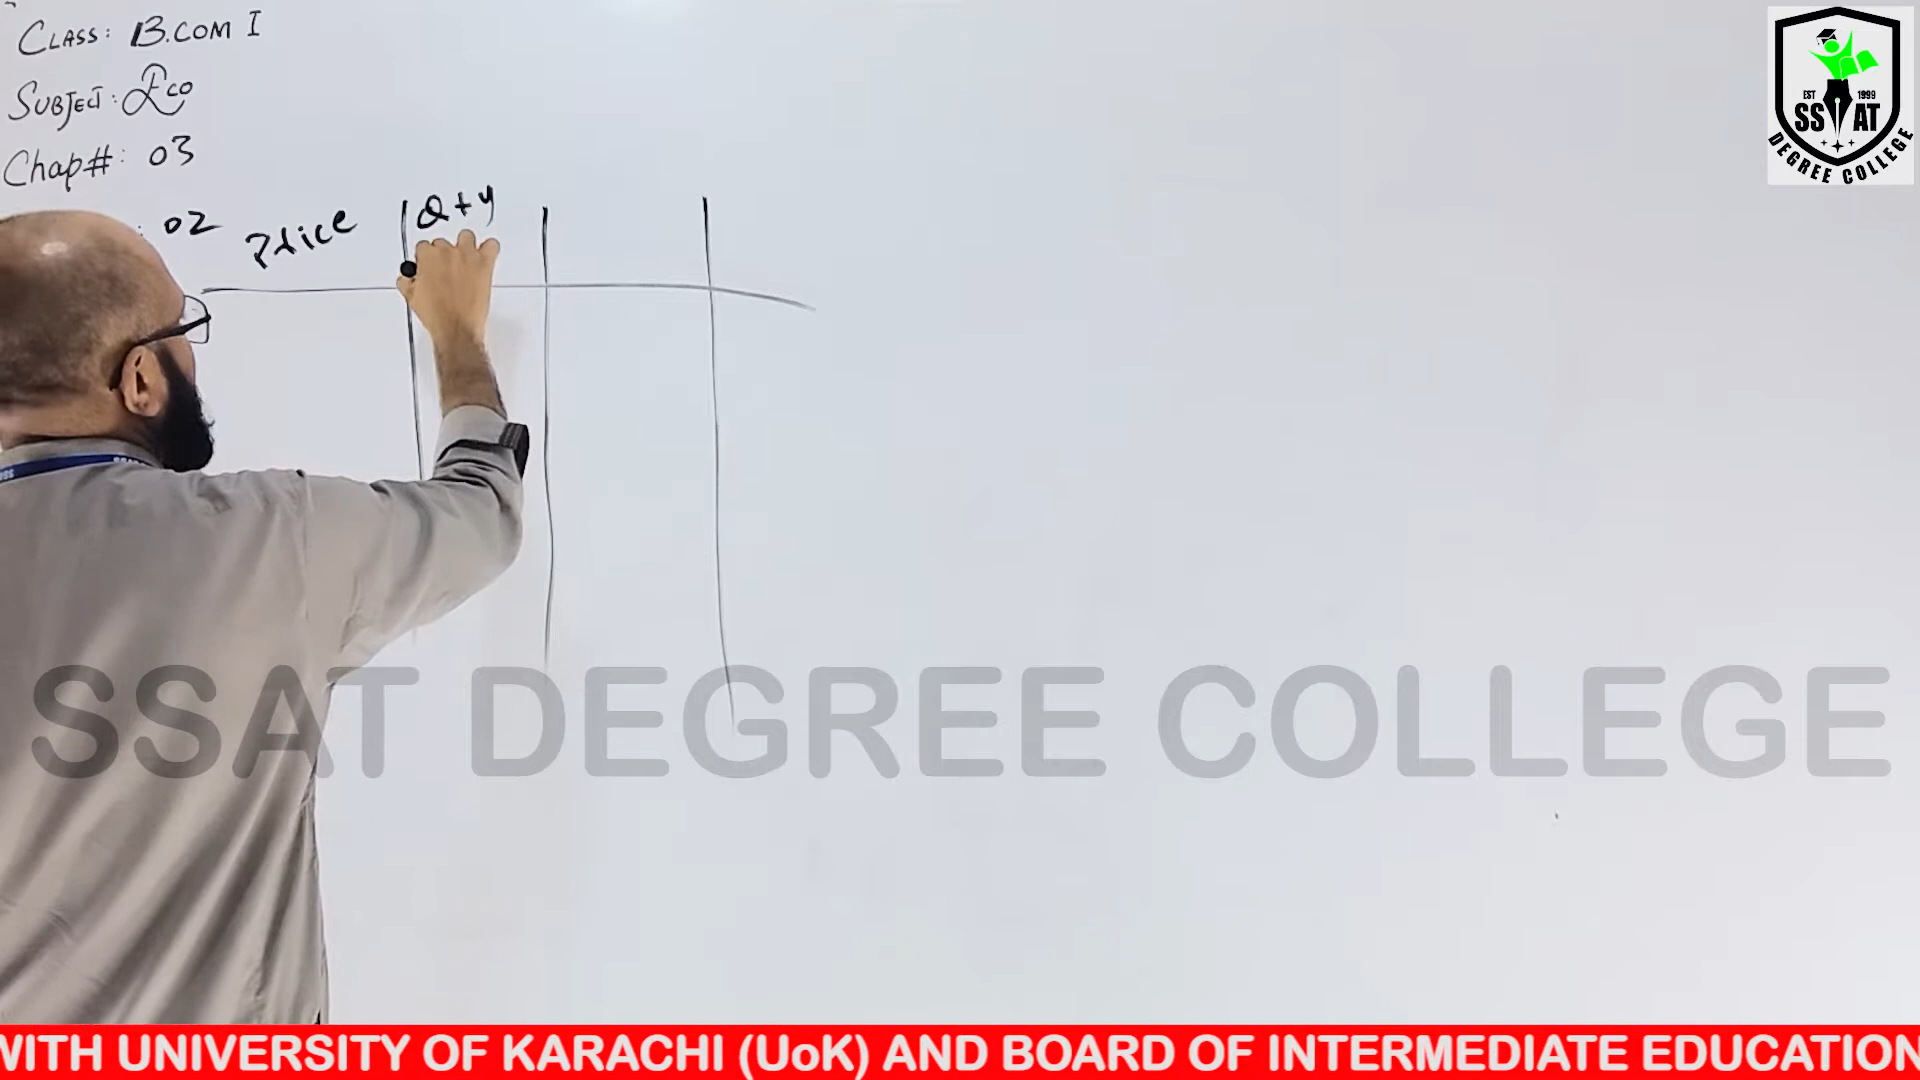 CLASS: B.COM I
SUBJECT: Eco
Chap#: 03
: 02
Price
Qty
EST 1999
SSAT
DEGREE COLLEGE
SSAT DEGREE COLLEGE
WITH UNIVERSITY OF KARACHI (UoK) AND BOARD OF INTERMEDIATE EDUCATION